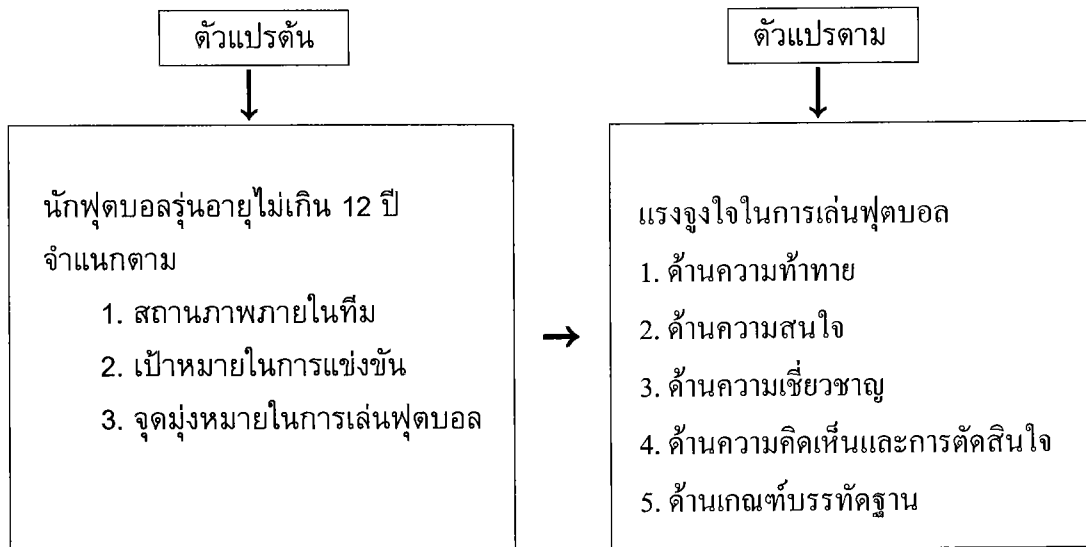 ตัวแปรต้น
นักฟุตบอลรุ่นอายุไม่เกิน 12 ปี
จำแนกตาม
1. สถานภาพภายในทีม
2. เป้าหมายในการแข่งขัน
3. จุดมุ่งหมายในการเล่นฟุตบอล
ตัวแปรตาม
แรงจูงใจในการเล่นฟุตบอล
1. ด้านความท้าทาย
2. ด้านความสนใจ
3. ด้านความเชี่ยวชาญ
4. ด้านความคิดเห็นและการตัดสินใจ
5. ด้านเกณฑ์บรรทัดฐาน